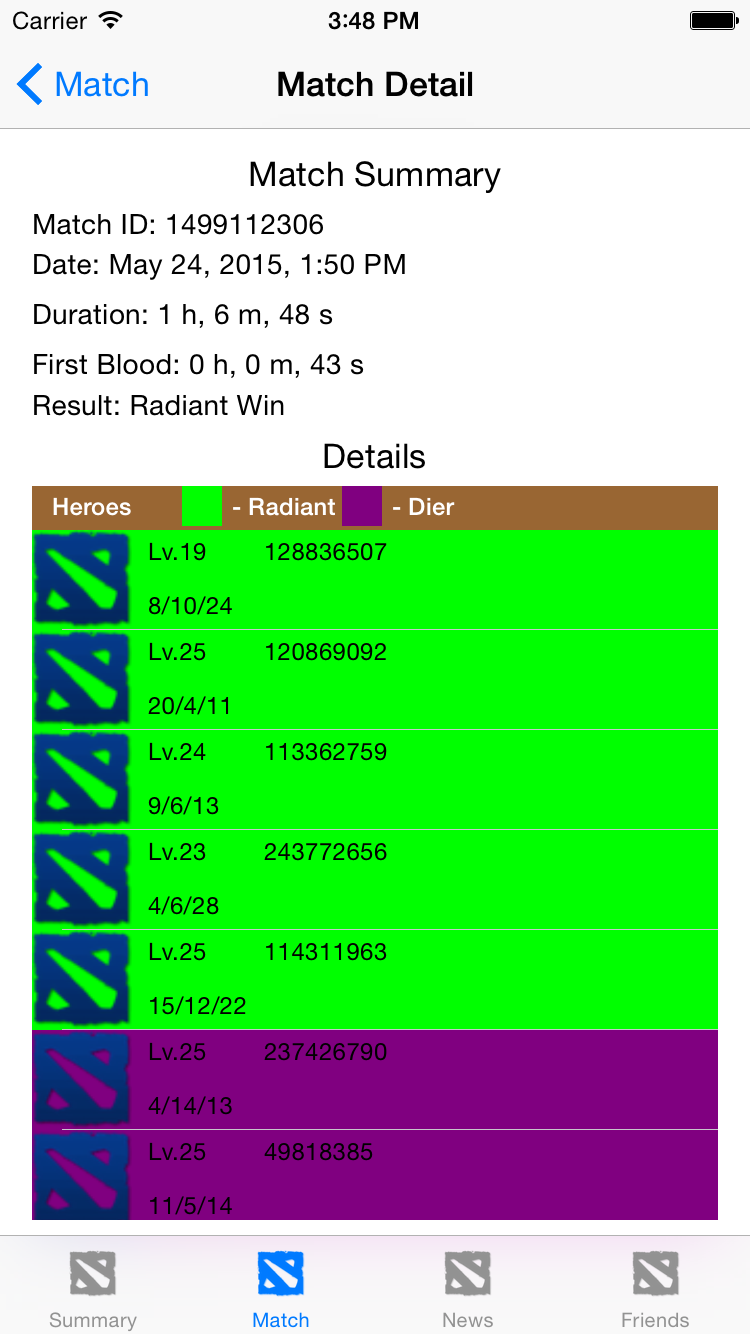 Carrier 3:48 PM
Match Match Detail
Match Summary
Match ID: 1499112306
Date: May 24, 2015, 1:50 PM
Duration: 1 h, 6 m, 48 s
First Blood: 0 h, 0 m, 43 s
Result: Radiant Win
Details
Heroes - Radiant - Dier
Lv.19 128836507
8/10/24
Lv.25 120869092
20/4/11
Lv.24 113362759
9/6/13
Lv.23 243772656
4/6/28
Lv.25 114311963
15/12/22
Lv.25 237426790
4/14/13
Lv.25 49818385
11/5/14
Summary Match News Friends